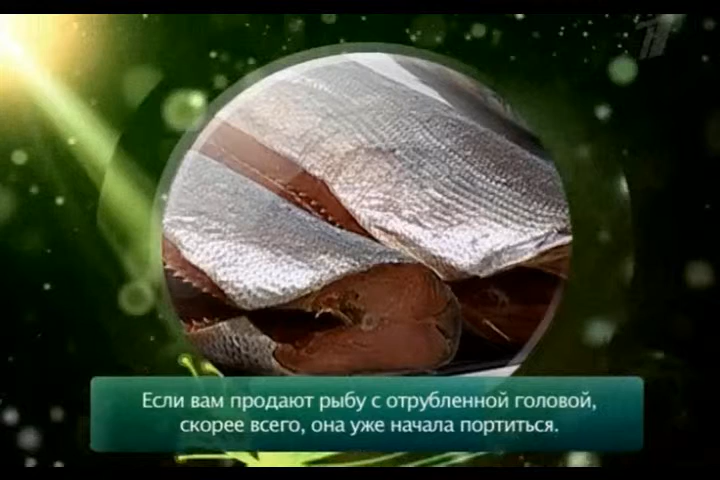 Если вам продают рыбу с отрубленной головой,
скорее всего, она уже начала портиться.